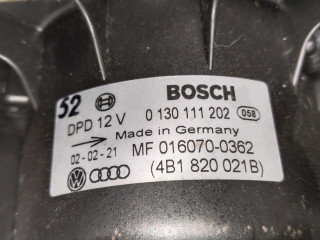 52
BOSCH
DPD 12 V 0 130 111 202 058
Made in Germany
02-02-21 MF 016070-0362
(4B1 820 021B)